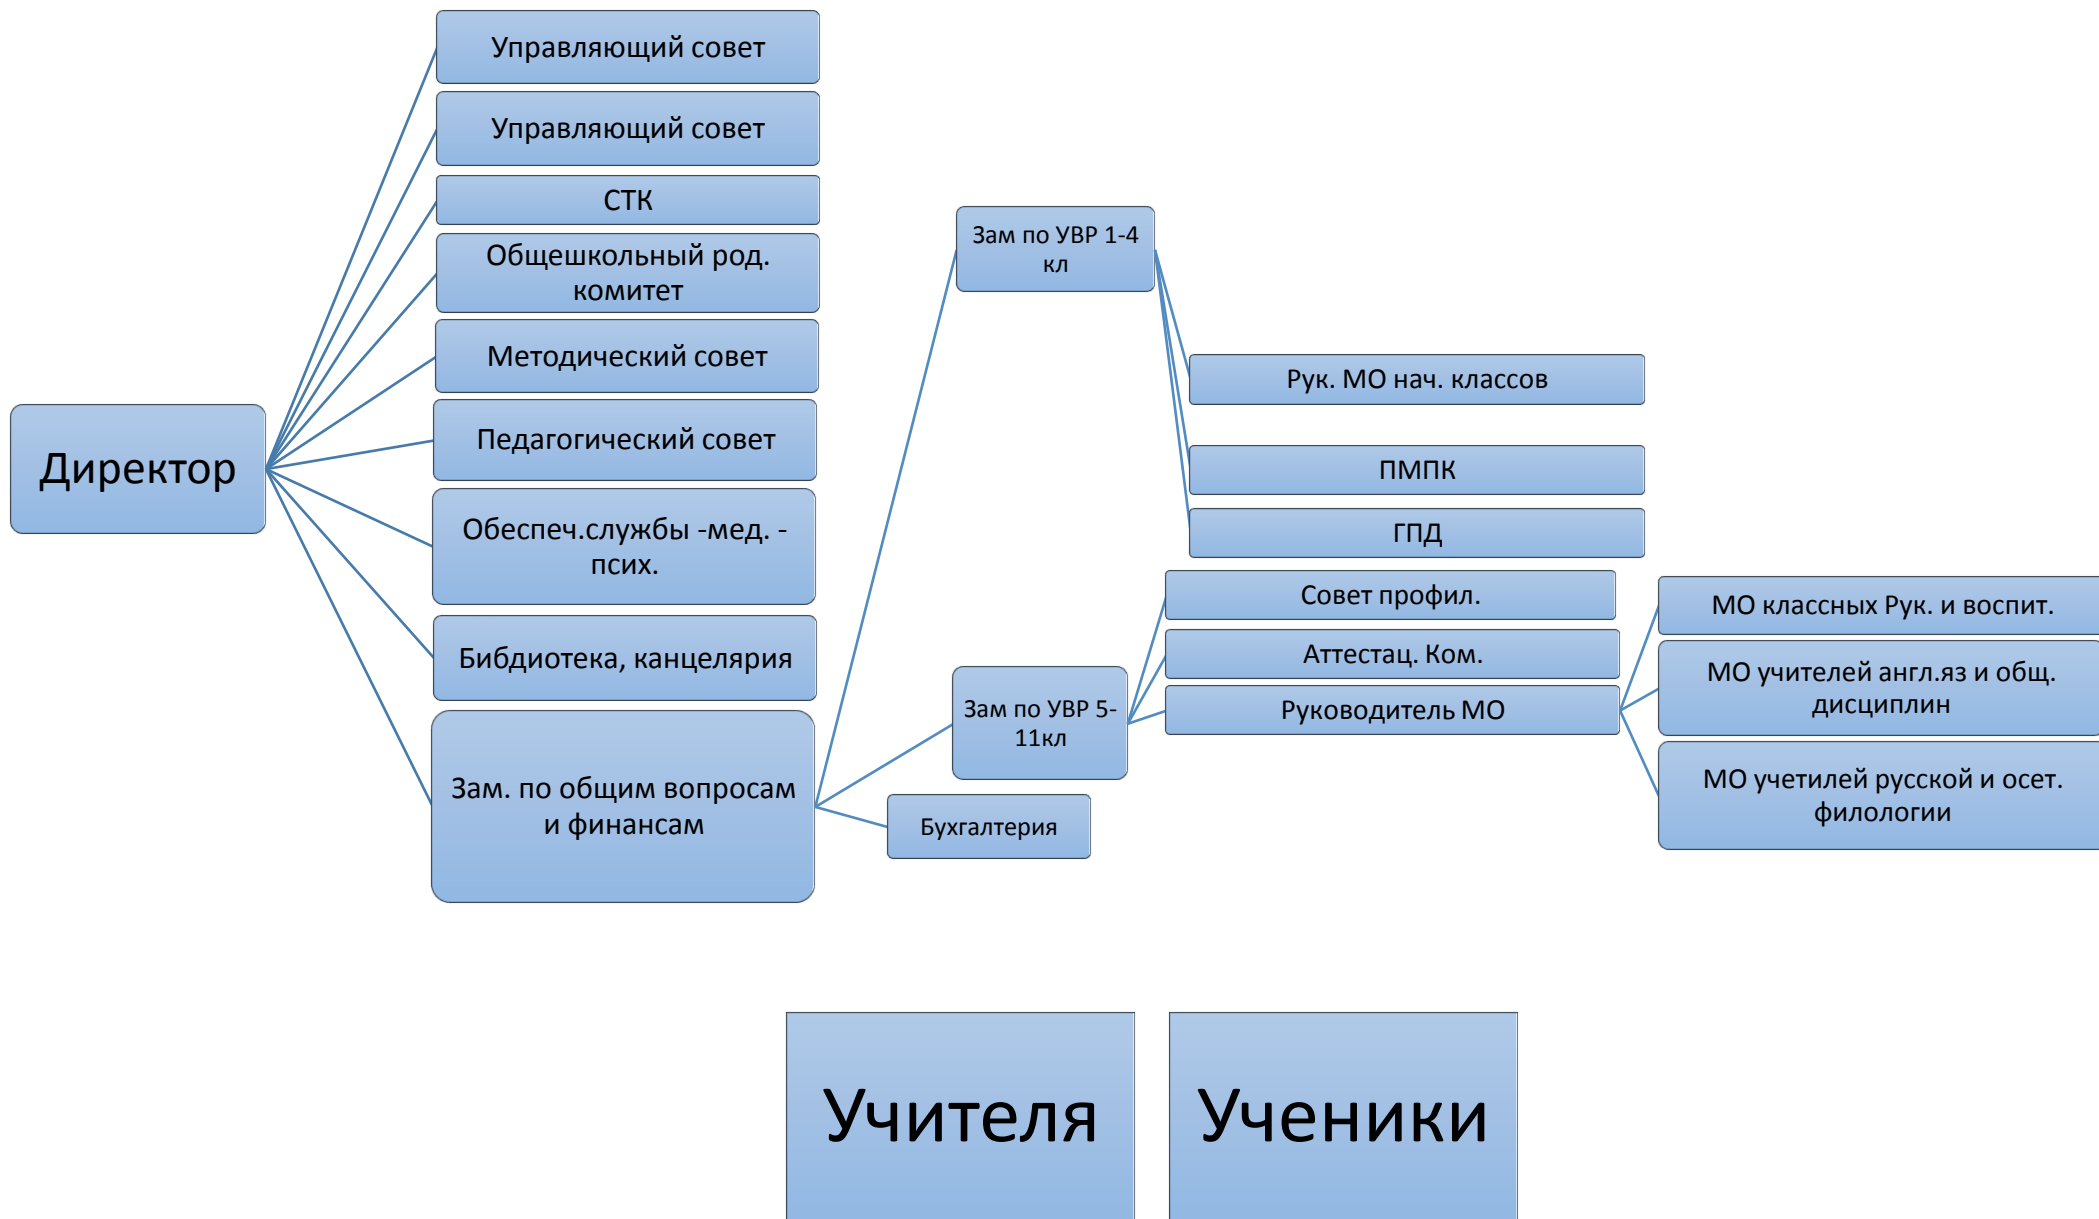 Управляющий совет
Управляющий совет
СТК
Общешкольный род.
комитет
Методический совет
Педагогический совет
Обеспеч.службы -мед. -
псих.
Бибдиотека, канцелярия
Зам. по общим вопросам
и финансам
Директор
Зам по УВР 1-4
кл
Зам по УВР 5-
11кл
Бухгалтерия
Рук. МО нач. классов
ПМПК
ГПД
Совет профил.
Аттестац. Ком.
Руководитель МО
МО классных Рук. и воспит.
МО учителей англ.яз и общ.
дисциплин
МО учетилей русской и осет.
филологии
Учителя
Ученики